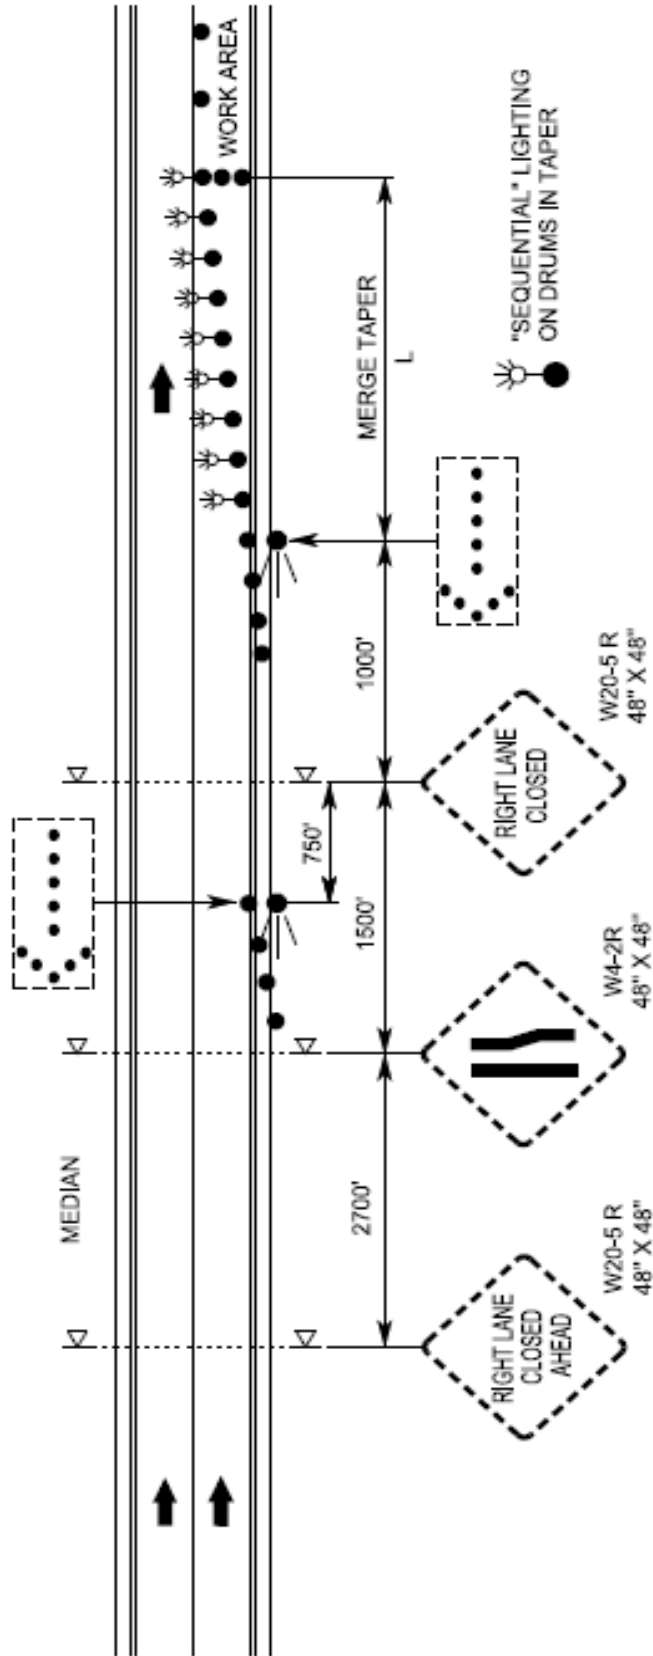 MEDIAN
WORK AREA
2700'
1500'
750'
1000'
MERGE TAPER
L
RIGHT LANE
CLOSED
AHEAD
W20-5 R
48" X 48"
W4-2R
48" X 48"
RIGHT LANE
CLOSED
W20-5 R
48" X 48"
"SEQUENTIAL" LIGHTING
ON DRUMS IN TAPER